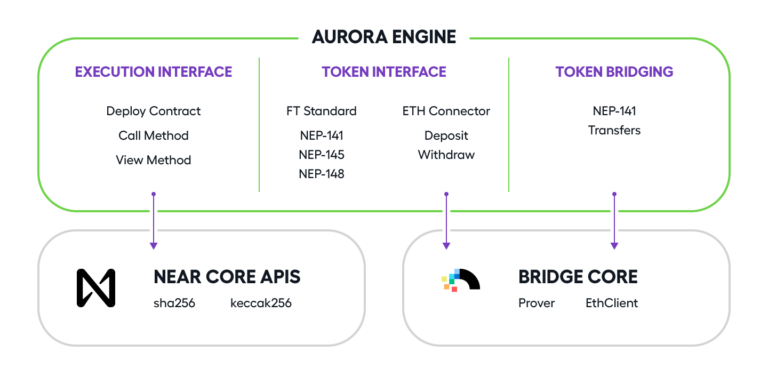 AURORA ENGINE
EXECUTION INTERFACE
Deploy Contract
Call Method
View Method
TOKEN INTERFACE
FT Standard
NEP-141
NEP-145
NEP-148
ETH Connector
Deposit
Withdraw
TOKEN BRIDGING
NEP-141
Transfers
NEAR CORE APIS
sha256 keccak256
BRIDGE CORE
Prover EthClient